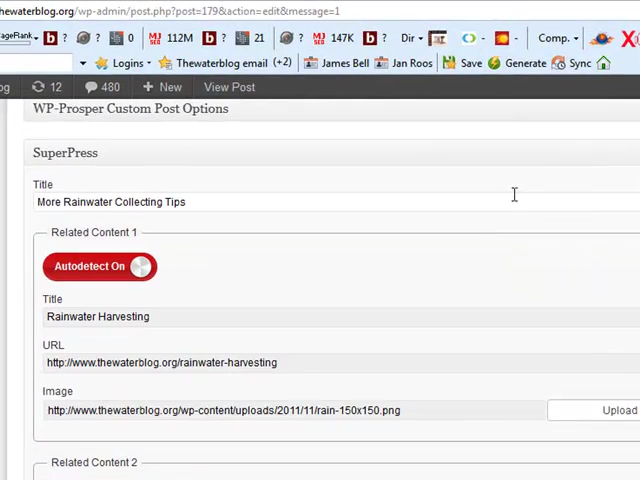 thewaterblog.org/wp-admin/post.php?post=179&action=edit&message=1
PageRank ? 0 112M ? 21 ? 147K ? Dir - - Comp.
Logins Thewaterblog email (+2) James Bell Jan Roos Save Generate Sync
og 12 480 + New View Post
WP-Prosper Custom Post Options
SuperPress
Title
More Rainwater Collecting Tips
Related Content 1
Autodetect On
Title
Rainwater Harvesting
URL
http://www.thewaterblog.org/rainwater-harvesting
Image
http://www.thewaterblog.org/wp-content/uploads/2011/11/rain-150x150.png
Upload
Related Content 2